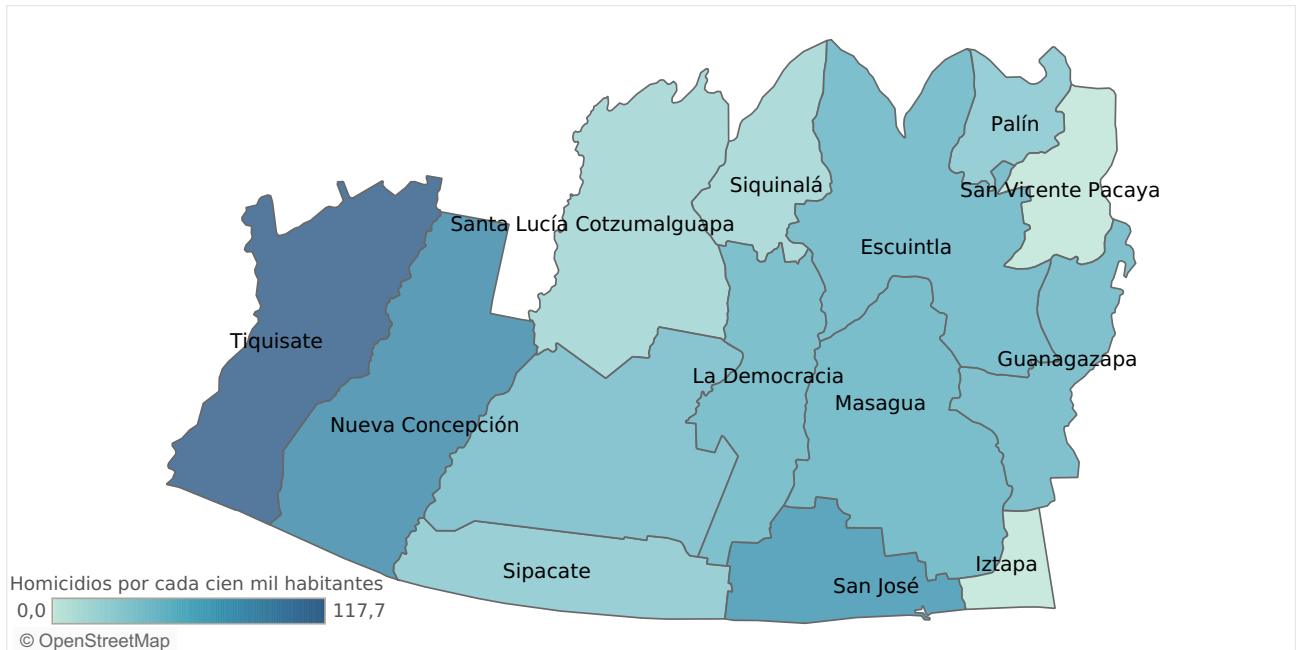 Palín
Siquinalá
San Vicente Pacaya
Santa Lucía Cotzumalguapa
Escuintla
Tiquisate
Guanagazapa
La Democracia
Masagua
Nueva Concepción
Iztapa
Sipacate
San José
Homicidios por cada cien mil habitantes
0,0 117,7
© OpenStreetMap